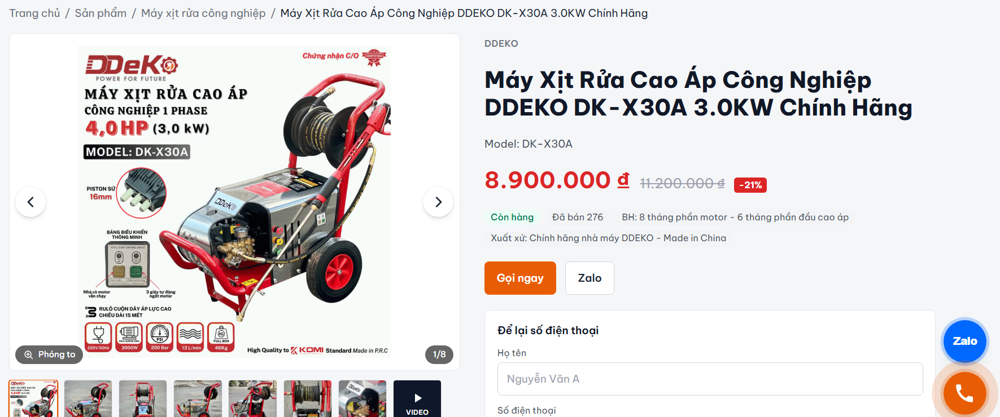 Trang chủ / Sản phẩm / Máy xịt rửa công nghiệp / Máy Xịt Rửa Cao Áp Công Nghiệp DDEKO DK-X30A 3.0KW Chính Hãng
DDeKo
POWER FOR FUTURE
Chứng nhận C/O
CERTIFIED
MÁY XỊT RỬA CAO ÁP
CÔNG NGHIỆP 1 PHASE
4,0 HP (3,0 kW)
MODEL: DK-X30A
PISTON SỨ
16mm
DDeKo
BẢNG ĐIỀU KHIỂN
THÔNG MINH
INTELLIGENT CONTROL DEVICE
Nhả cò motor
vẫn chạy
3 giây tự động
ngắt motor
RULÔ CUỘN DÂY ÁP LỰC CAO
CHIỀU DÀI 15 MÉT
220V/50Hz
100% COPPER WIRE
3000W
PSI
200 Bar
13 L/min
KG
FULL BOX
46Kg
High Quality to KOMI Standard Made in P.R.C
Phóng to
1/8
VIDEO
DDEKO
Máy Xịt Rửa Cao Áp Công Nghiệp
DDEKO DK-X30A 3.0KW Chính Hãng
Model: DK-X30A
8.900.000 ₫ 11.200.000 ₫ -21%
Còn hàng Đã bán 276 BH: 8 tháng phần motor - 6 tháng phần đầu cao áp
Xuất xứ: Chính hãng nhà máy DDEKO - Made in China
Gọi ngay Zalo
Để lại số điện thoại
Họ tên
Nguyễn Văn A
Số điện thoại
Zalo